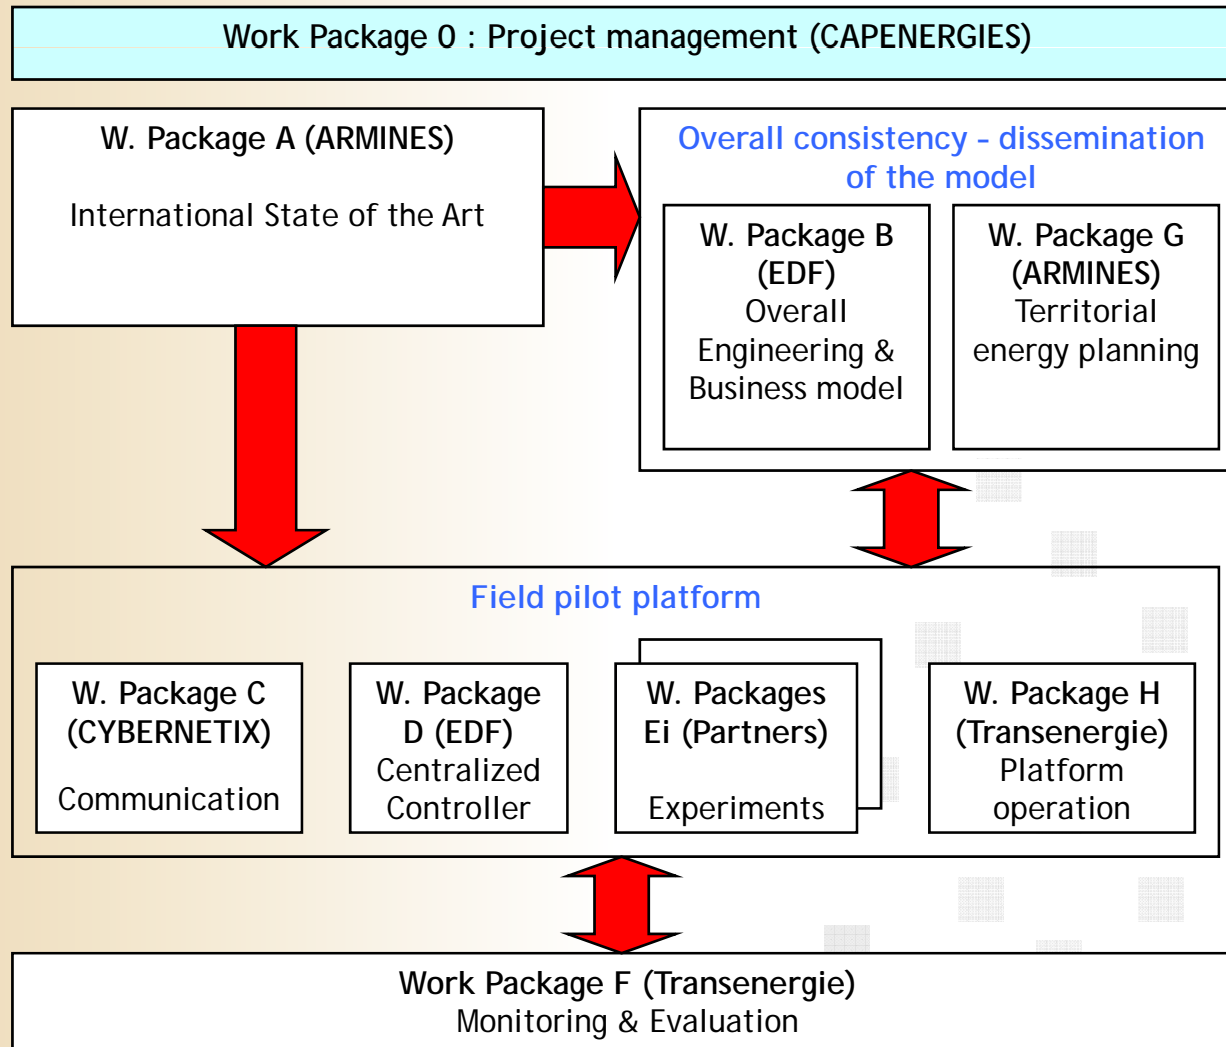 Work Package 0 : Project management (CAPENERGIES)
W. Package A (ARMINES)
International State of the Art
Overall consistency - dissemination
of the model
W. Package B
(EDF)
Overall
Engineering &
Business model
W. Package G
(ARMINES)
Territorial
energy planning
Field pilot platform
W. Package C
(CYBERNETIX)
Communication
W. Package
D (EDF)
Centralized
Controller
W. Packages
Ei (Partners)
Experiments
W. Package H
(Transenergie)
Platform
operation
Work Package F (Transenergie)
Monitoring & Evaluation